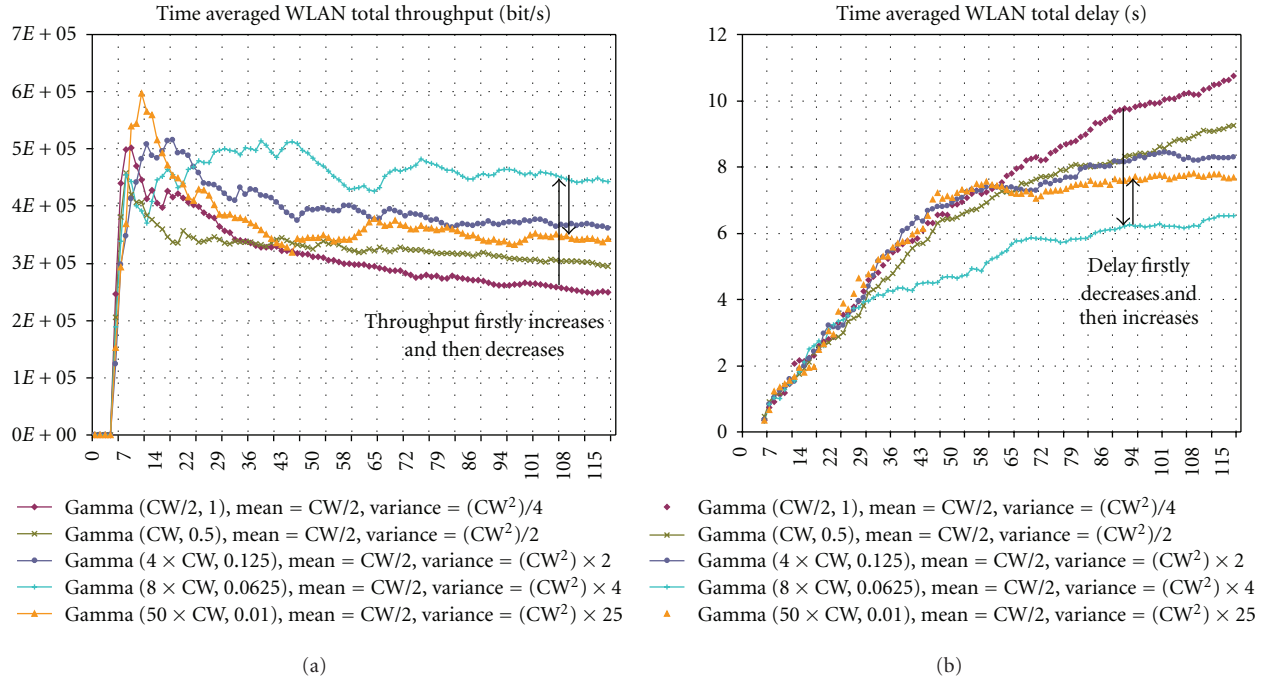 Time averaged WLAN total throughput (bit/s)
7E + 05
6E + 05
5E + 05
4E + 05
3E + 05
2E + 05
1E + 05
0E + 00
0 7 14 22 29 36 43 51 58 65 72 79 86 94 101 108 115
Throughput firstly increases
and then decreases
Gamma (CW/2, 1), mean = CW/2, variance = (CW²)/4
Gamma (CW, 0.5), mean = CW/2, variance = (CW²)/2
Gamma (4 × CW, 0.125), mean = CW/2, variance = (CW²) × 2
Gamma (8 × CW, 0.0625), mean = CW/2, variance = (CW²) × 4
Gamma (50 × CW, 0.01), mean = CW/2, variance = (CW²) × 25
(a)
Time averaged WLAN total delay (s)
12
10
8
6
4
2
0
0 7 14 22 29 36 43 51 58 65 72 79 86 94 101 108 115
Delay firstly
decreases and
then increases
Gamma (CW/2, 1), mean = CW/2, variance = (CW²)/4
Gamma (CW, 0.5), mean = CW/2, variance = (CW²)/2
Gamma (4 × CW, 0.125), mean = CW/2, variance = (CW²) × 2
Gamma (8 × CW, 0.0625), mean = CW/2, variance = (CW²) × 4
Gamma (50 × CW, 0.01), mean = CW/2, variance = (CW²) × 25
(b)